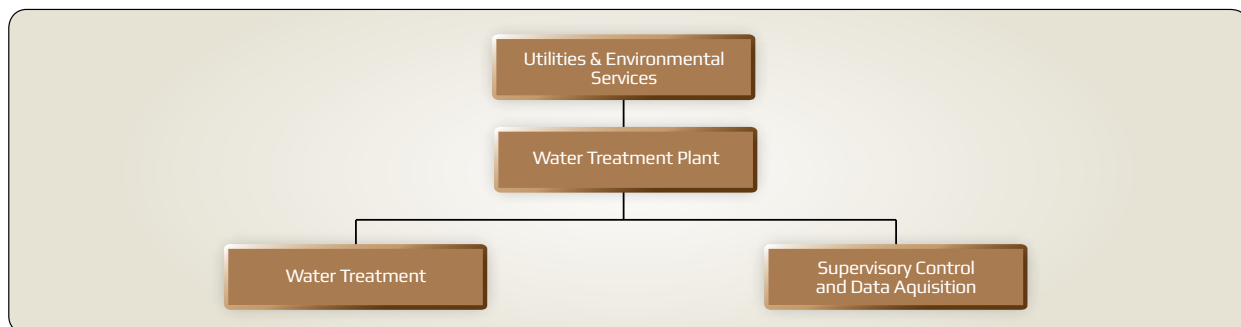 Utilities & Environmental
Services
Water Treatment Plant
Water Treatment
Supervisory Control
and Data Aquisition